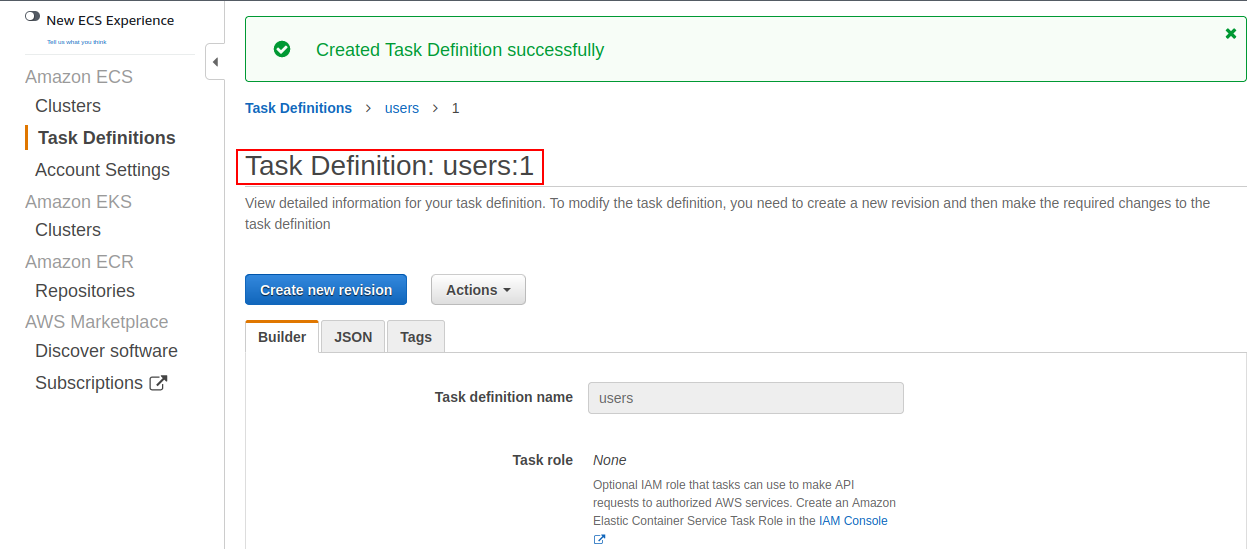 New ECS Experience
Tell us what you think
Amazon ECS
Clusters
Task Definitions
Account Settings
Amazon EKS
Clusters
Amazon ECR
Repositories
AWS Marketplace
Discover software
Subscriptions
Created Task Definition successfully
Task Definitions > users > 1
Task Definition: users:1
View detailed information for your task definition. To modify the task definition, you need to create a new revision and then make the required changes to the
task definition
Create new revision
Actions
Builder
JSON
Tags
Task definition name
users
Task role
None
Optional IAM role that tasks can use to make API
requests to authorized AWS services. Create an Amazon
Elastic Container Service Task Role in the IAM Console